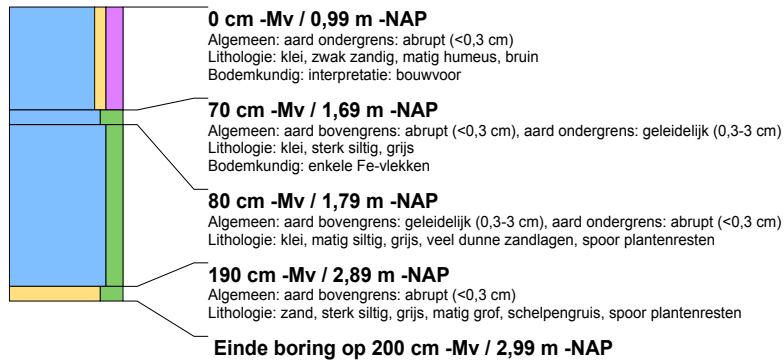 0 cm -Mv / 0,99 m -NAP
Algemeen: aard ondergrens: abrupt (<0,3 cm)
Lithologie: klei, zwak zandig, matig humeus, bruin
Bodemkundig: interpretatie: bouwvoor
70 cm -Mv / 1,69 m -NAP
Algemeen: aard bovengrens: abrupt (<0,3 cm), aard ondergrens: geleidelijk (0,3-3 cm)
Lithologie: klei, sterk siltig, grijs
Bodemkundig: enkele Fe-vlekken
80 cm -Mv / 1,79 m -NAP
Algemeen: aard bovengrens: geleidelijk (0,3-3 cm), aard ondergrens: abrupt (<0,3 cm)
Lithologie: klei, matig siltig, grijs, veel dunne zandlagen, spoor plantenresten
190 cm -Mv / 2,89 m -NAP
Algemeen: aard bovengrens: abrupt (<0,3 cm)
Lithologie: zand, sterk siltig, grijs, matig grof, schelpengruis, spoor plantenresten
Einde boring op 200 cm -Mv / 2,99 m -NAP